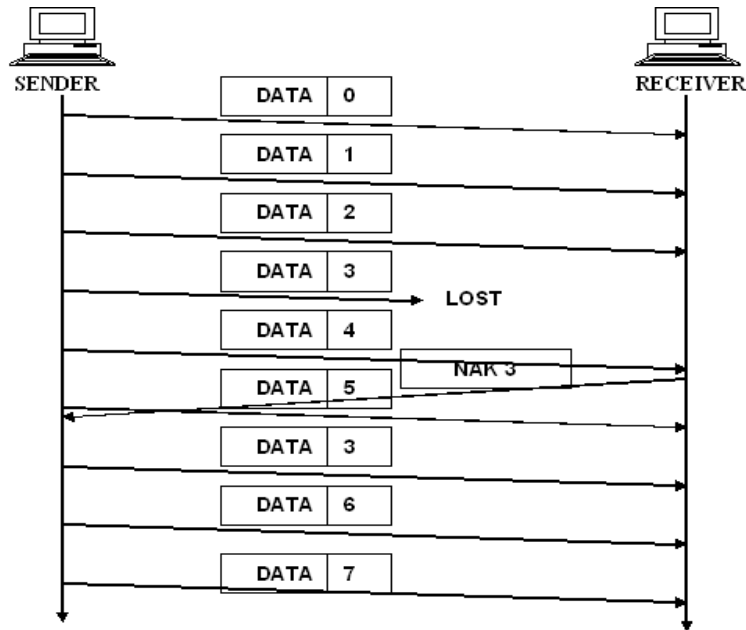 SENDER
RECEIVER
DATA 0
DATA 1
DATA 2
DATA 3
LOST
DATA 4
NAK 3
DATA 5
DATA 3
DATA 6
DATA 7